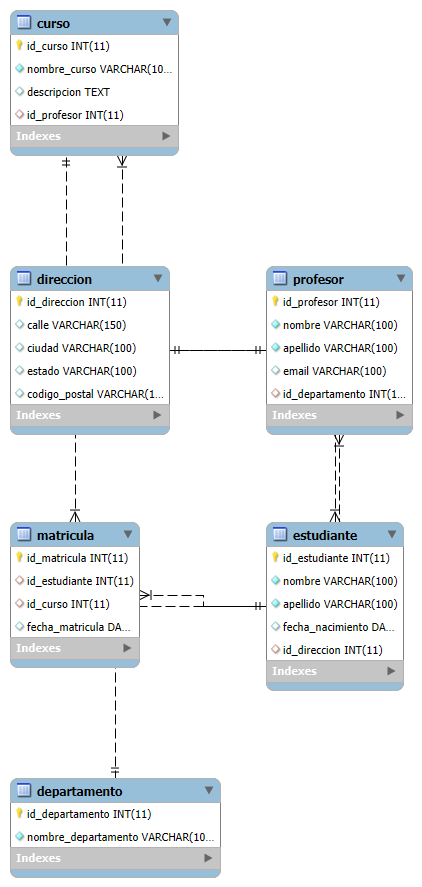 curso
id_curso INT(11)
nombre_curso VARCHAR(10...
descripcion TEXT
id_profesor INT(11)
Indexes
direccion
id_direccion INT(11)
calle VARCHAR(150)
ciudad VARCHAR(100)
estado VARCHAR(100)
codigo_postal VARCHAR(1...
Indexes
profesor
id_profesor INT(11)
nombre VARCHAR(100)
apellido VARCHAR(100)
email VARCHAR(100)
id_departamento INT(1...
Indexes
matricula
id_matricula INT(11)
id_estudiante INT(11)
id_curso INT(11)
fecha_matricula DA...
Indexes
estudiante
id_estudiante INT(11)
nombre VARCHAR(100)
apellido VARCHAR(100)
fecha_nacimiento DA...
id_direccion INT(11)
Indexes
departamento
id_departamento INT(11)
nombre_departamento VARCHAR(10...
Indexes